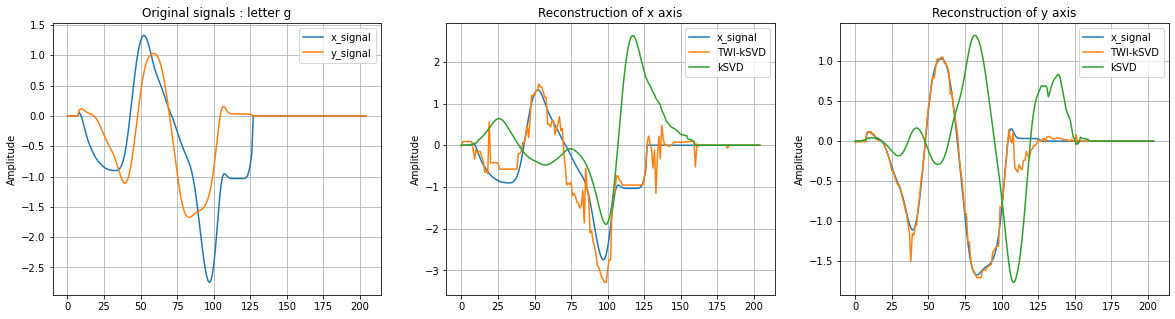 Original signals : letter g
Amplitude
1.5
1.0
0.5
0.0
−0.5
−1.0
−1.5
−2.0
−2.5
0 25 50 75 100 125 150 175 200
x_signal
y_signal
Reconstruction of x axis
Amplitude
2
1
0
−1
−2
−3
0 25 50 75 100 125 150 175 200
x_signal
TWI-kSVD
kSVD
Reconstruction of y axis
Amplitude
1.0
0.5
0.0
−0.5
−1.0
−1.5
0 25 50 75 100 125 150 175 200
x_signal
TWI-kSVD
kSVD